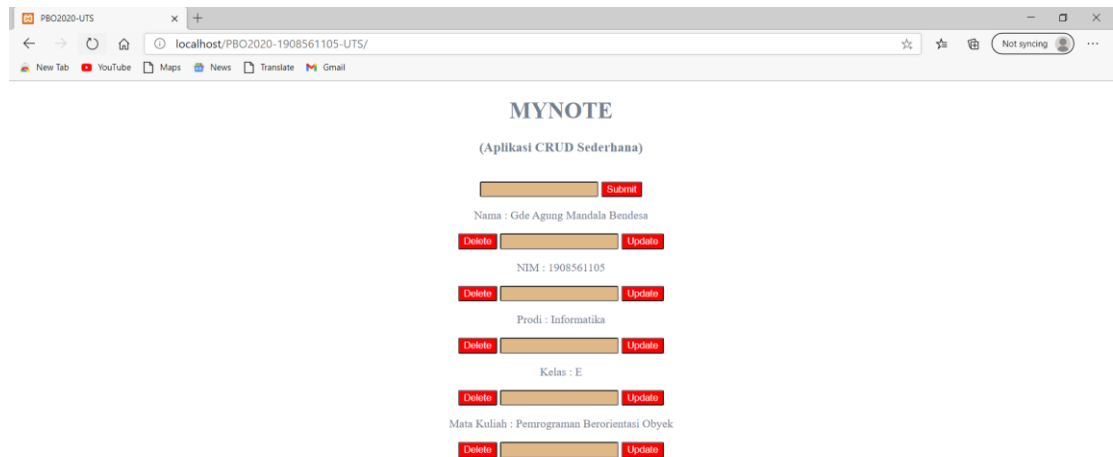 PBO2020-UTS
localhost/PBO2020-1908561105-UTS/
Not syncing
New Tab YouTube Maps News Translate Gmail
MYNOTE
(Aplikasi CRUD Sederhana)
Submit
Nama : Gde Agung Mandala Bendesa
Delete Update
NIM : 1908561105
Delete Update
Prodi : Informatika
Delete Update
Kelas : E
Delete Update
Mata Kuliah : Pemrograman Berorientasi Obyek
Delete Update